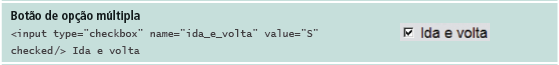 Botão de opção múltipla
<input type="checkbox" name="ida_e_volta" value="S"
checked/> Ida e volta
Ida e volta